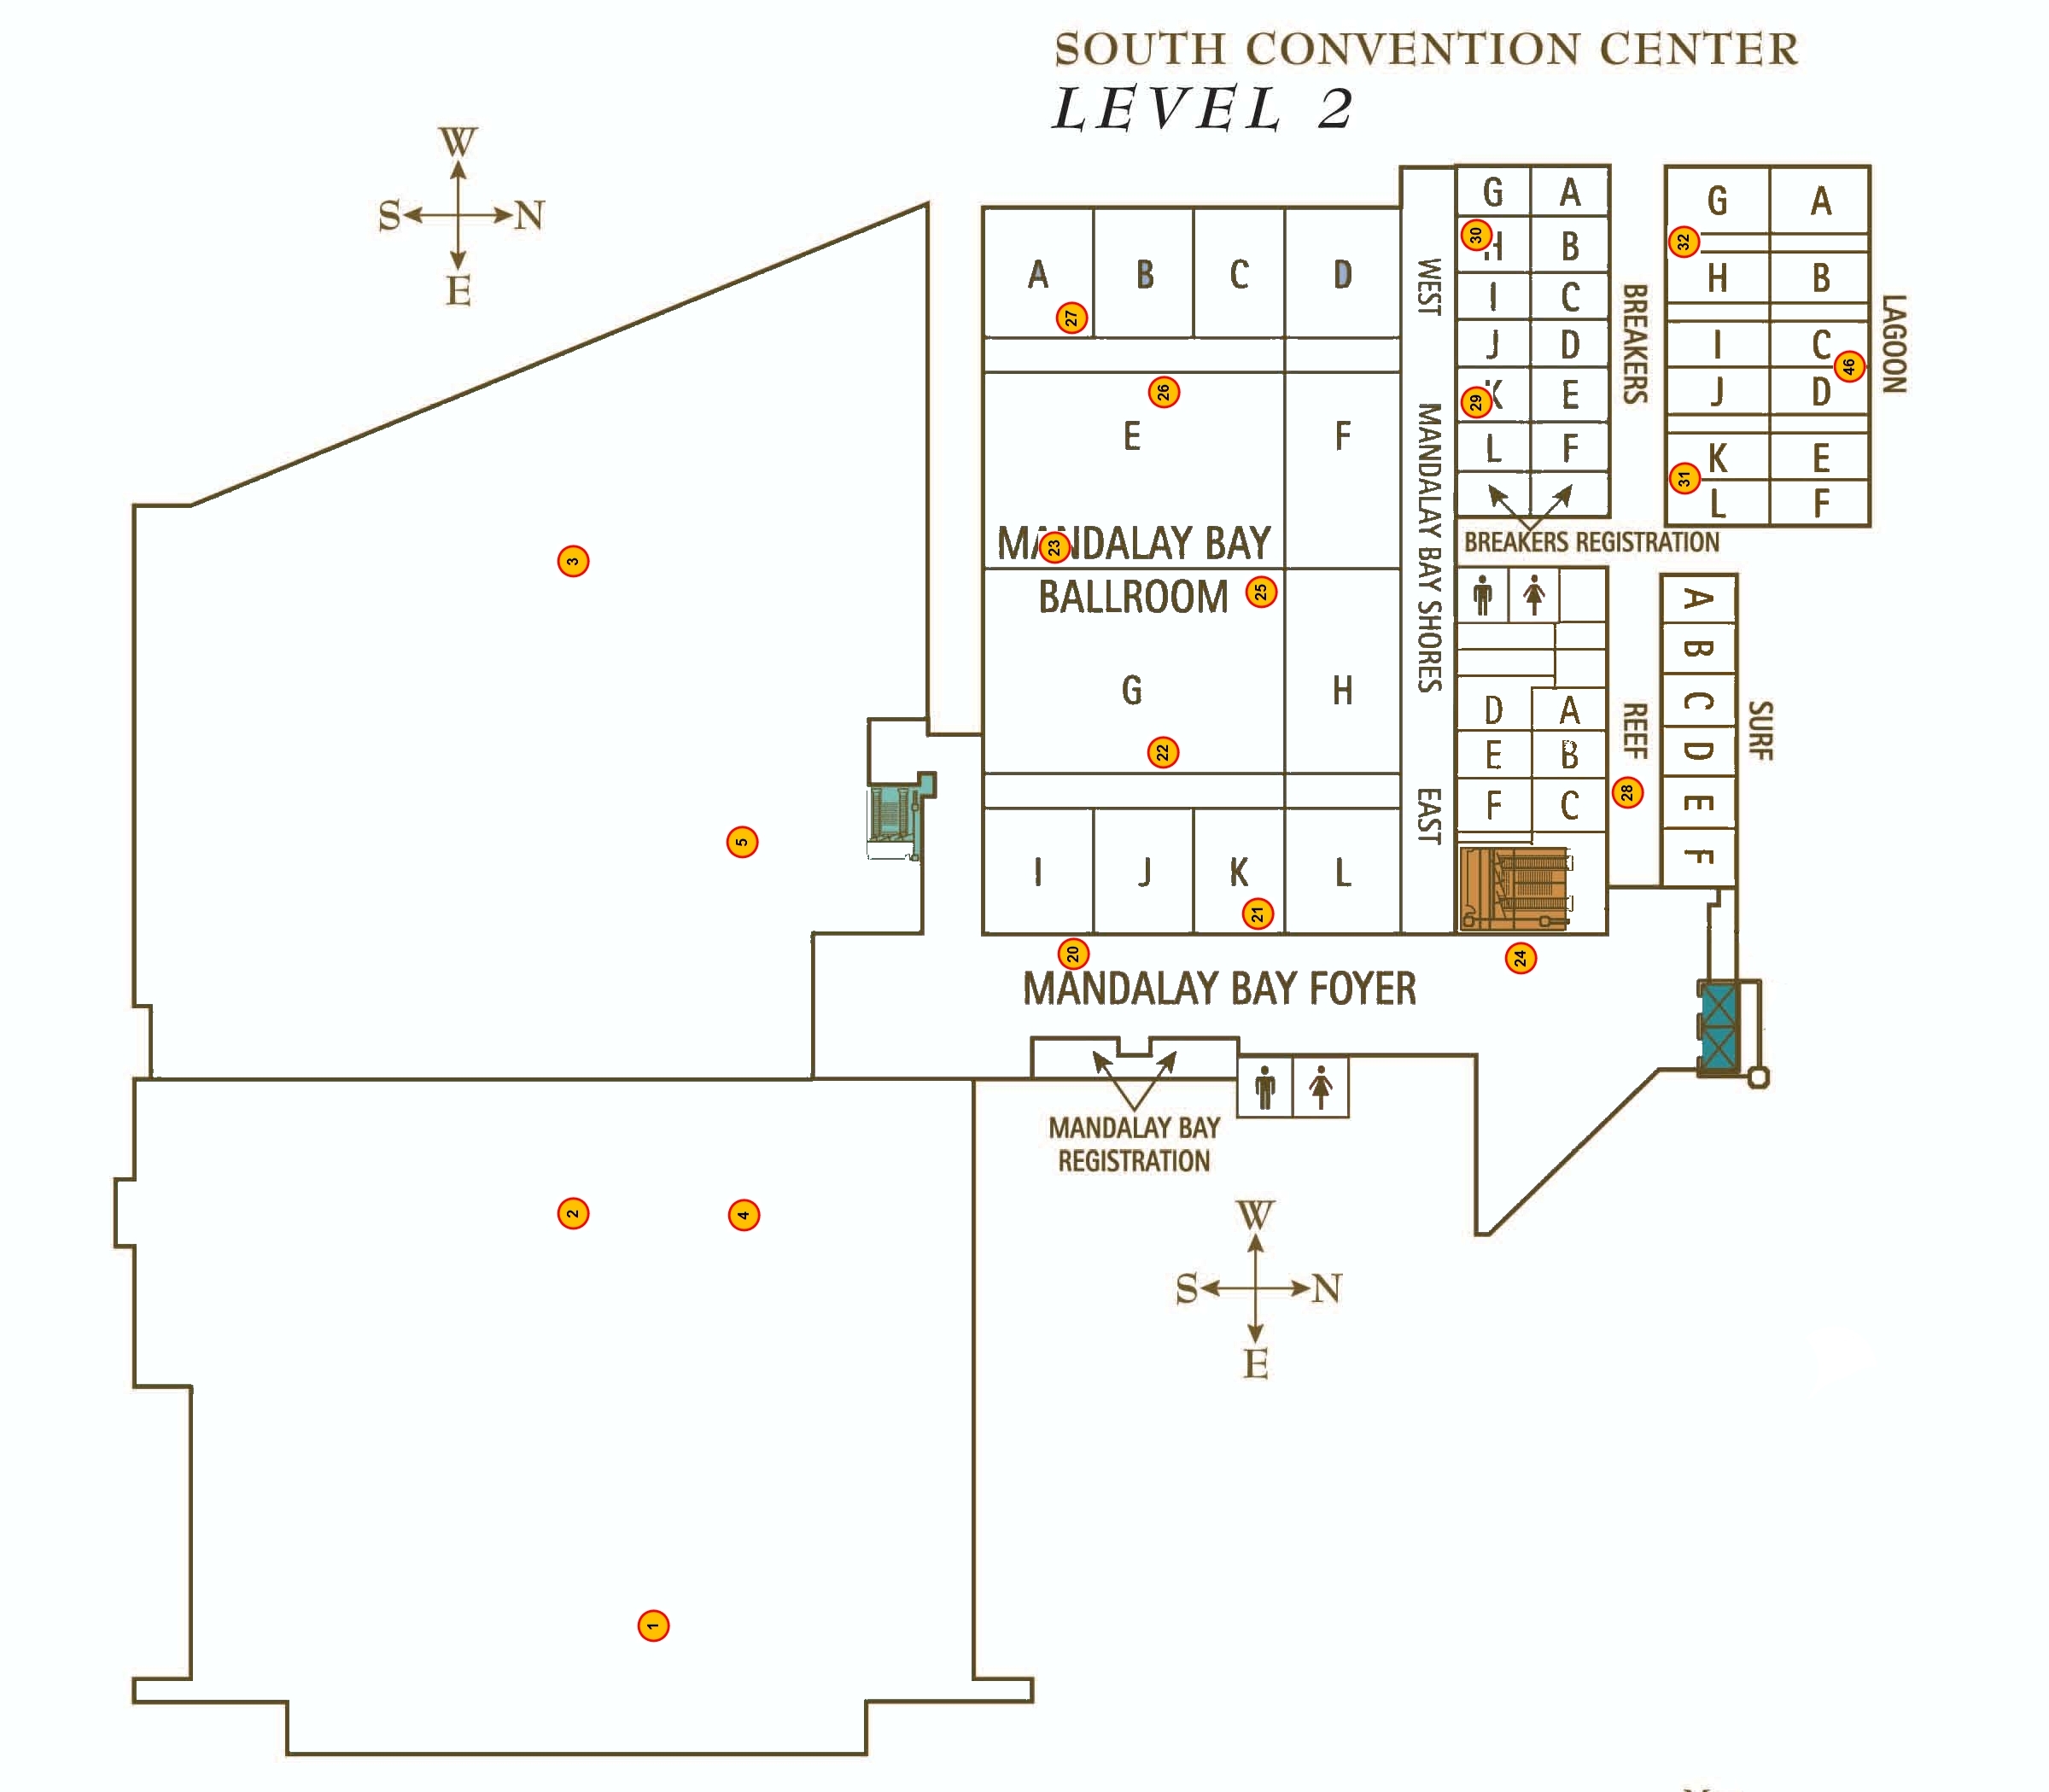 SOUTH CONVENTION CENTER
LEVEL 2
W
S N
E
A B C D
27
26
E F
MANDALAY BAY
23
BALLROOM
25
G H
22
I J K L
21
20
MANDALAY BAY FOYER
24
WEST
MANDALAY BAY SHORES
EAST
G A
30
H B
I C
J D
29
K E
L F
BREAKERS
BREAKERS REGISTRATION
G A
32
H B
I C
46
J D
K E
31
L F
LAGOON
D A
E B
F C
REEF
28
A
B
C
D
E
F
SURF
MANDALAY BAY
REGISTRATION
W
S N
E
3
5
2
4
1